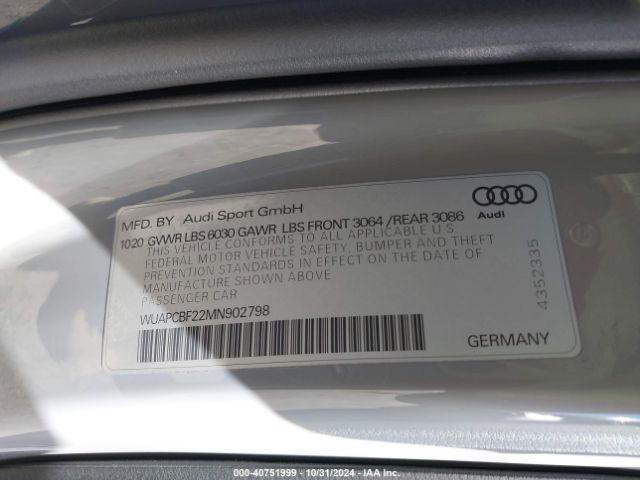 MFD. BY Audi Sport GmbH
Audi
1020 GVWR LBS 6030 GAWR LBS FRONT 3064 /REAR 3086
THIS VEHICLE CONFORMS TO ALL APPLICABLE U.S
FEDERAL MOTOR VEHICLE SAFETY, BUMPER AND THEFT
PREVENTION STANDARDS IN EFFECT ON THE DATE OF
MANUFACTURE SHOWN ABOVE
PASSENGER CAR
4352335
WUAPCBF22MN902798
GERMANY
000-40751999 • 10/31/2024 • IAA Inc.